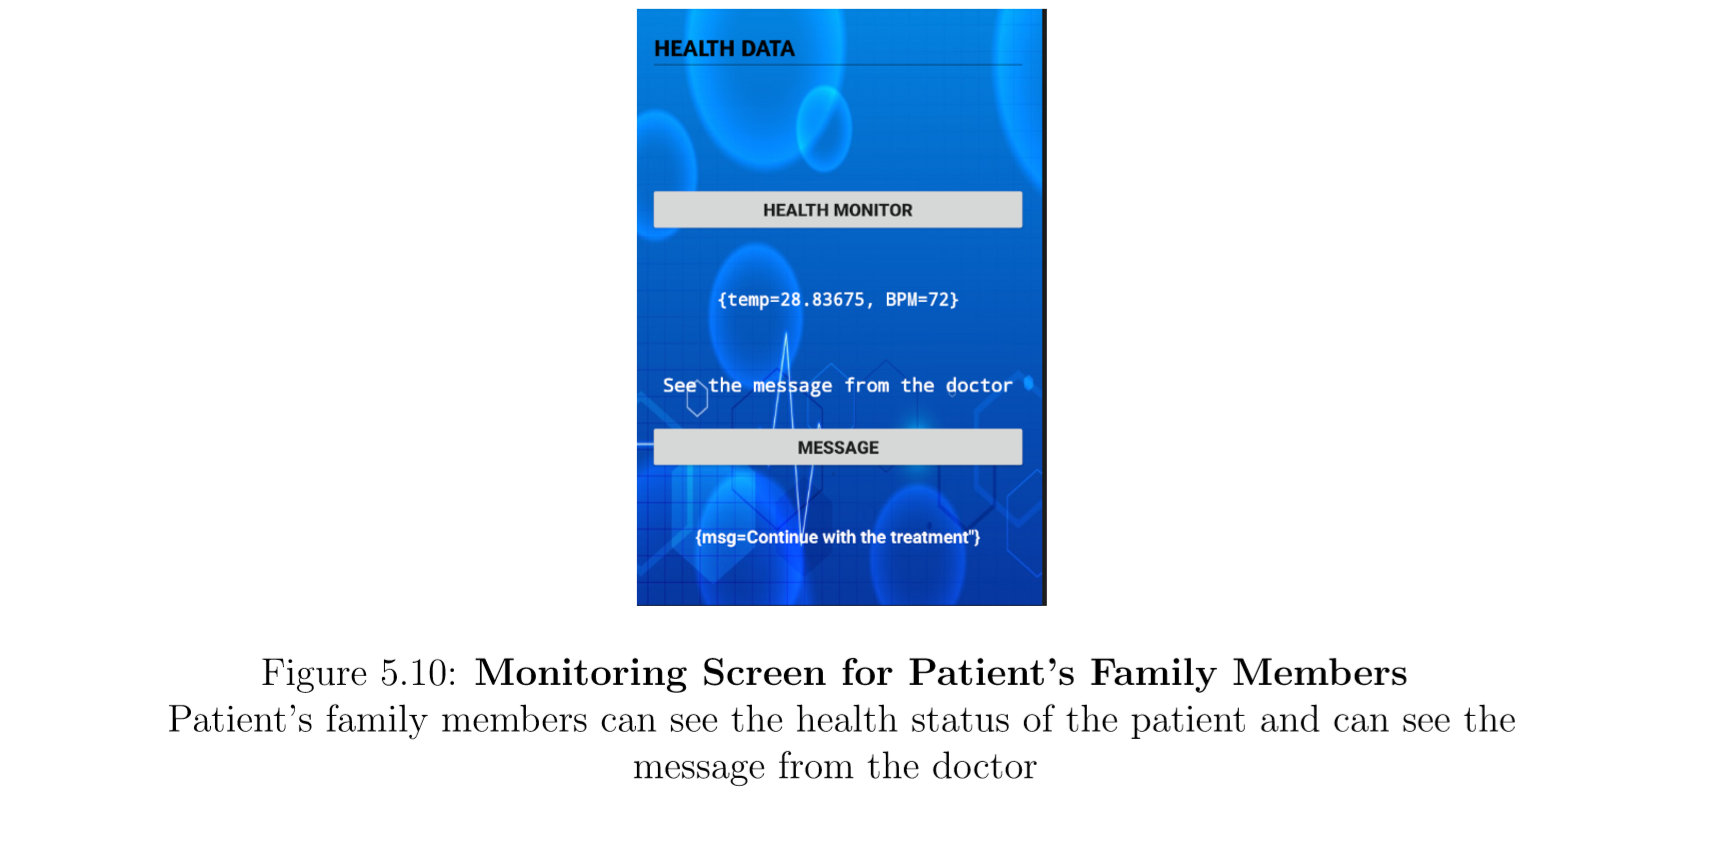 HEALTH DATA
HEALTH MONITOR
{temp=28.83675, BPM=72}
See the message from the doctor
MESSAGE
{msg=Continue with the treatment"}
Figure 5.10: Monitoring Screen for Patient's Family Members
Patient's family members can see the health status of the patient and can see the
message from the doctor